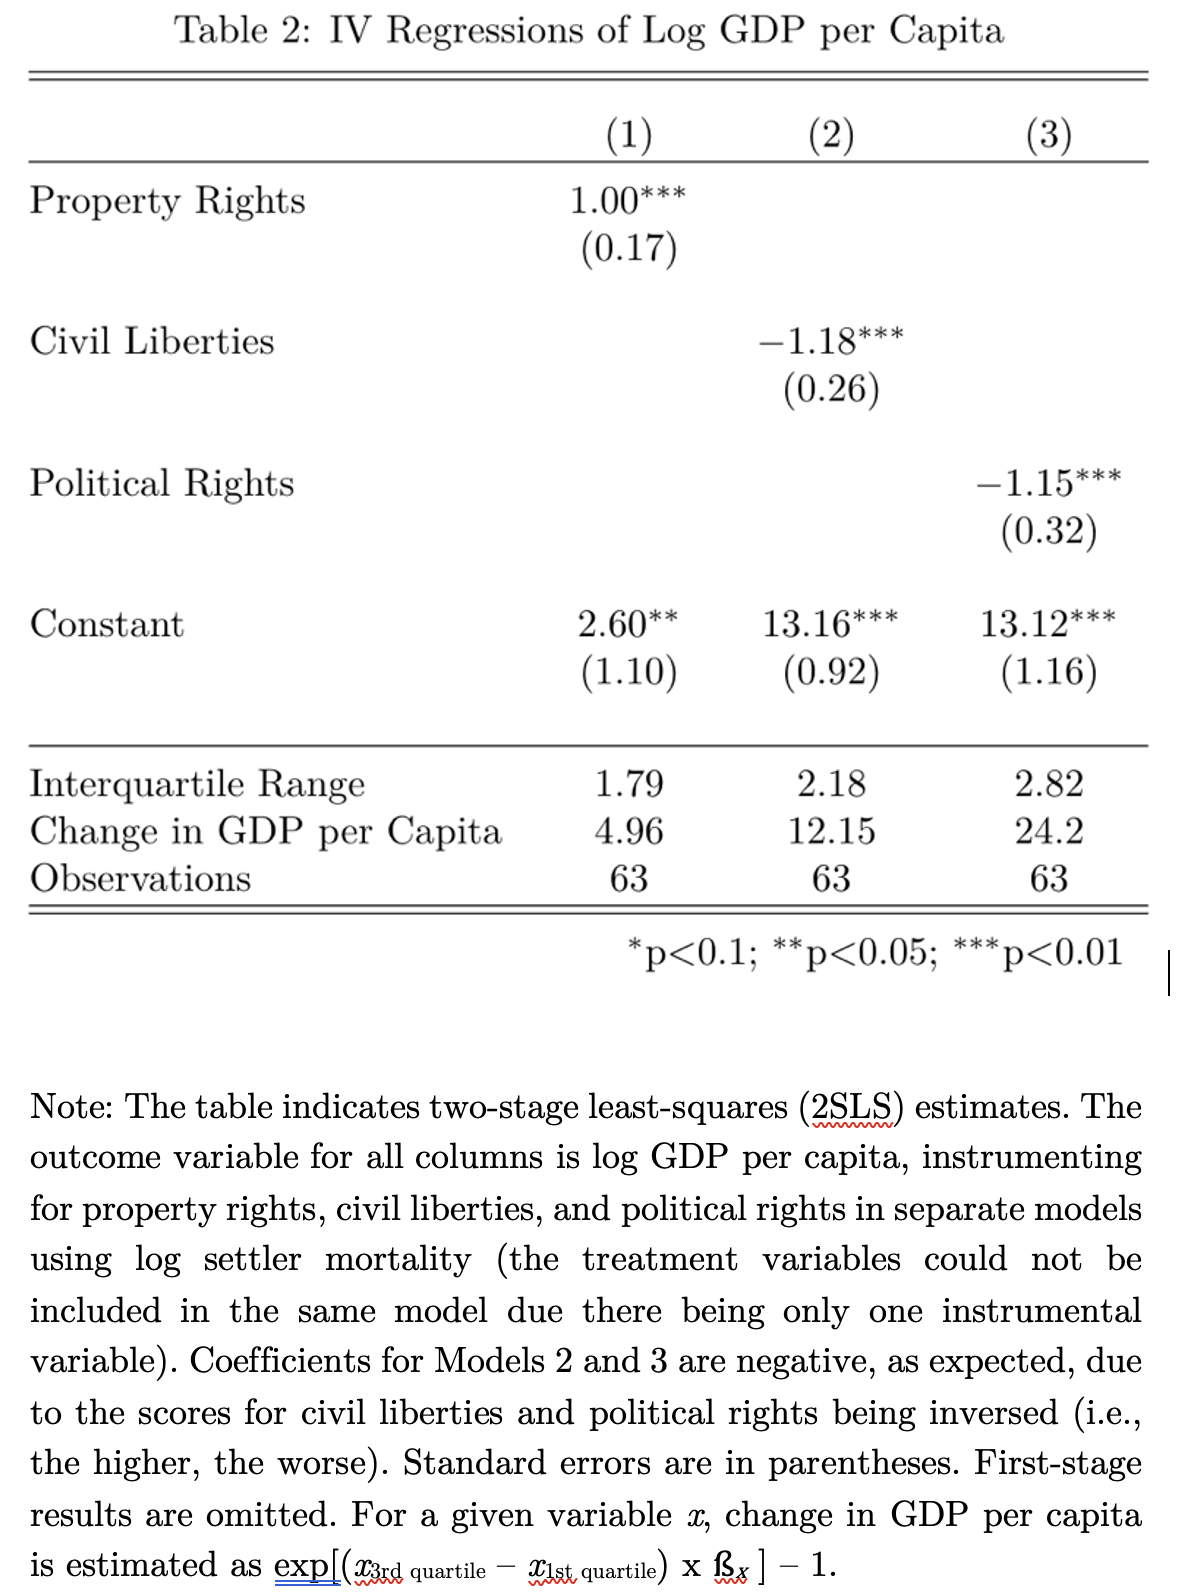 Table 2: IV Regressions of Log GDP per Capita
(1) (2) (3)
Property Rights 1.00***
(0.17)
Civil Liberties −1.18***
(0.26)
Political Rights −1.15***
(0.32)
Constant 2.60** 13.16*** 13.12***
(1.10) (0.92) (1.16)
Interquartile Range 1.79 2.18 2.82
Change in GDP per Capita 4.96 12.15 24.2
Observations 63 63 63
*p<0.1; **p<0.05; ***p<0.01
Note: The table indicates two-stage least-squares (2SLS) estimates. The
outcome variable for all columns is log GDP per capita, instrumenting
for property rights, civil liberties, and political rights in separate models
using log settler mortality (the treatment variables could not be
included in the same model due there being only one instrumental
variable). Coefficients for Models 2 and 3 are negative, as expected, due
to the scores for civil liberties and political rights being inversed (i.e.,
the higher, the worse). Standard errors are in parentheses. First-stage
results are omitted. For a given variable x, change in GDP per capita
is estimated as exp[(x3rd quartile − x1st quartile) x ßx ] − 1.